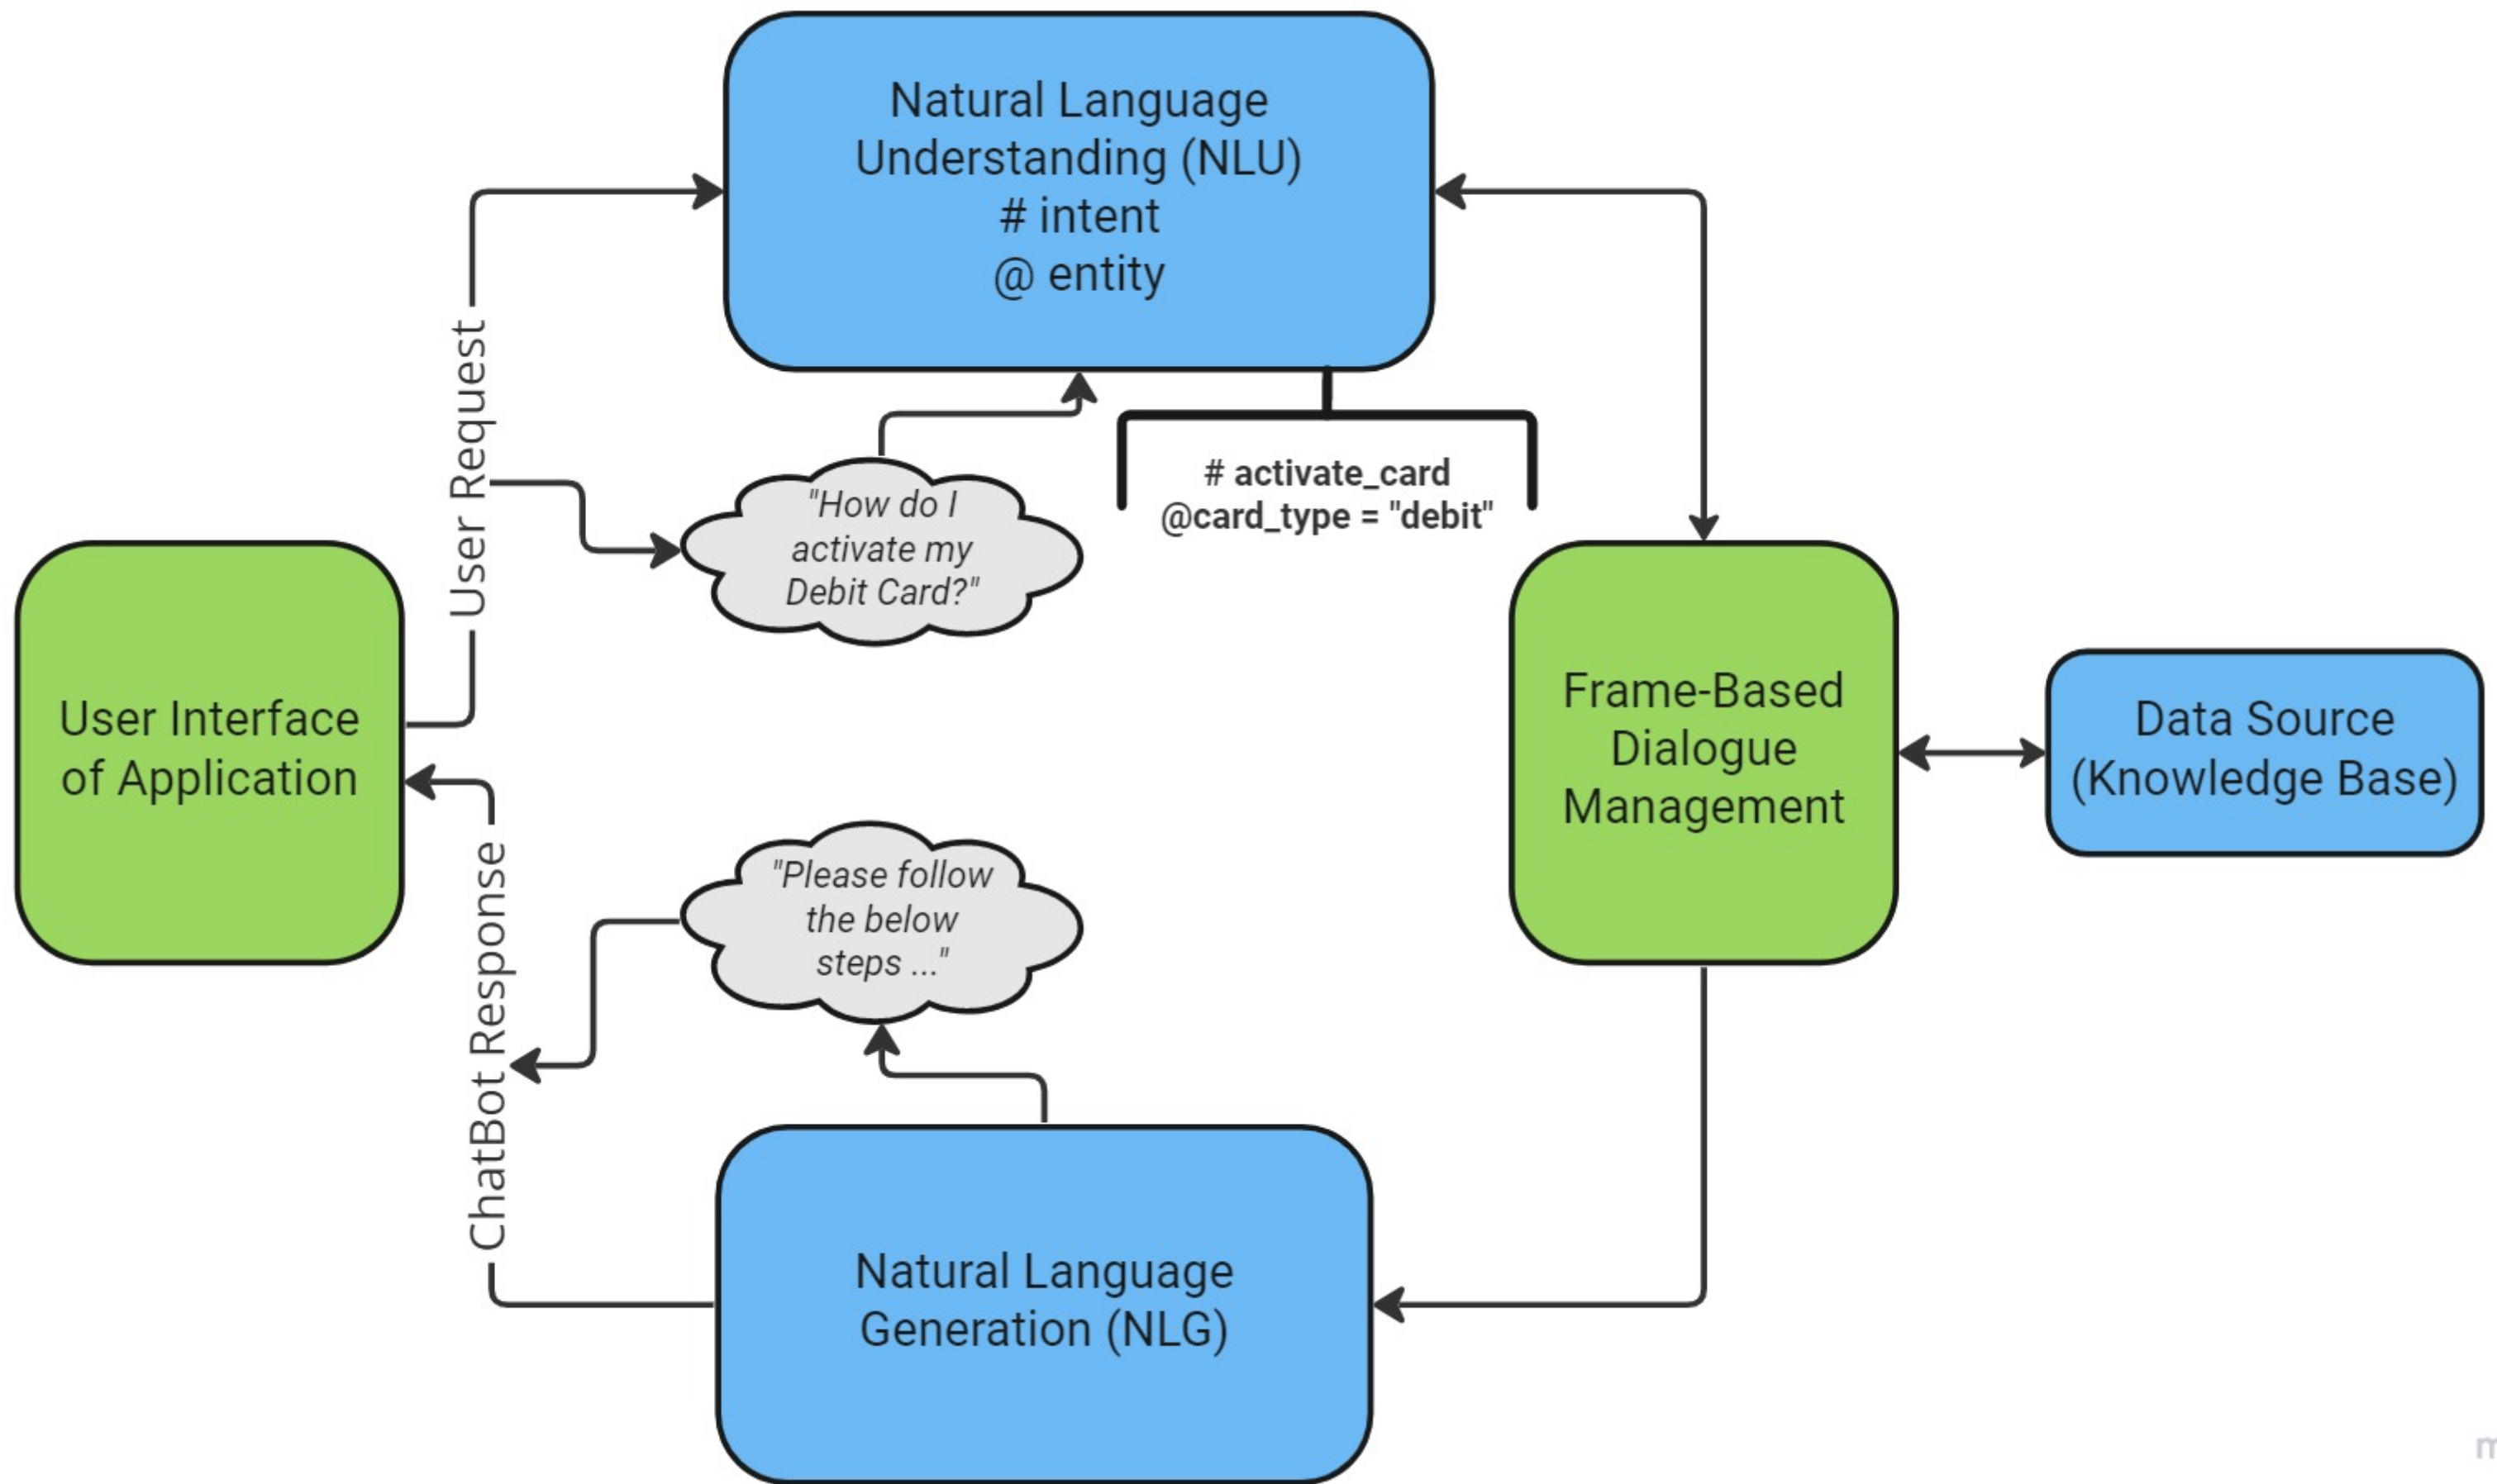 Natural Language
Understanding (NLU)
# intent
@ entity
User Request
"How do I
activate my
Debit Card?"
# activate_card
@card_type = "debit"
User Interface
of Application
Frame-Based
Dialogue
Management
Data Source
(Knowledge Base)
ChatBot Response
"Please follow
the below
steps ..."
Natural Language
Generation (NLG)